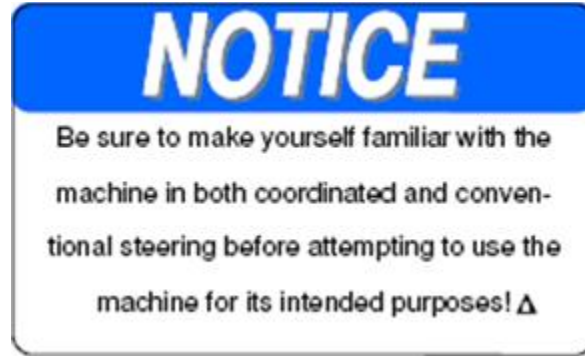 NOTICE
Be sure to make yourself familiar with the
machine in both coordinated and conven-
tional steering before attempting to use the
machine for its intended purposes! Δ